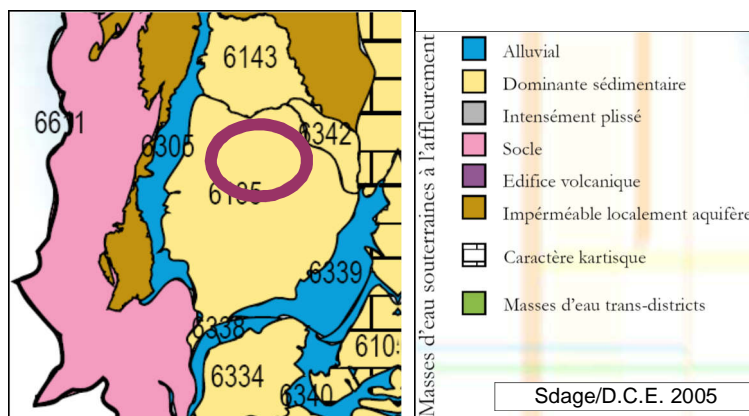 6143
6611
6305
6342
6135
6339
6338
6105
6334
6340
Masses d'eau souterraines à l'affleurement
Alluvial
Dominante sédimentaire
Intensément plissé
Socle
Edifice volcanique
Impérméable localement aquifère
Caractère kartisque
Masses d'eau trans-districts
Sdage/D.C.E. 2005